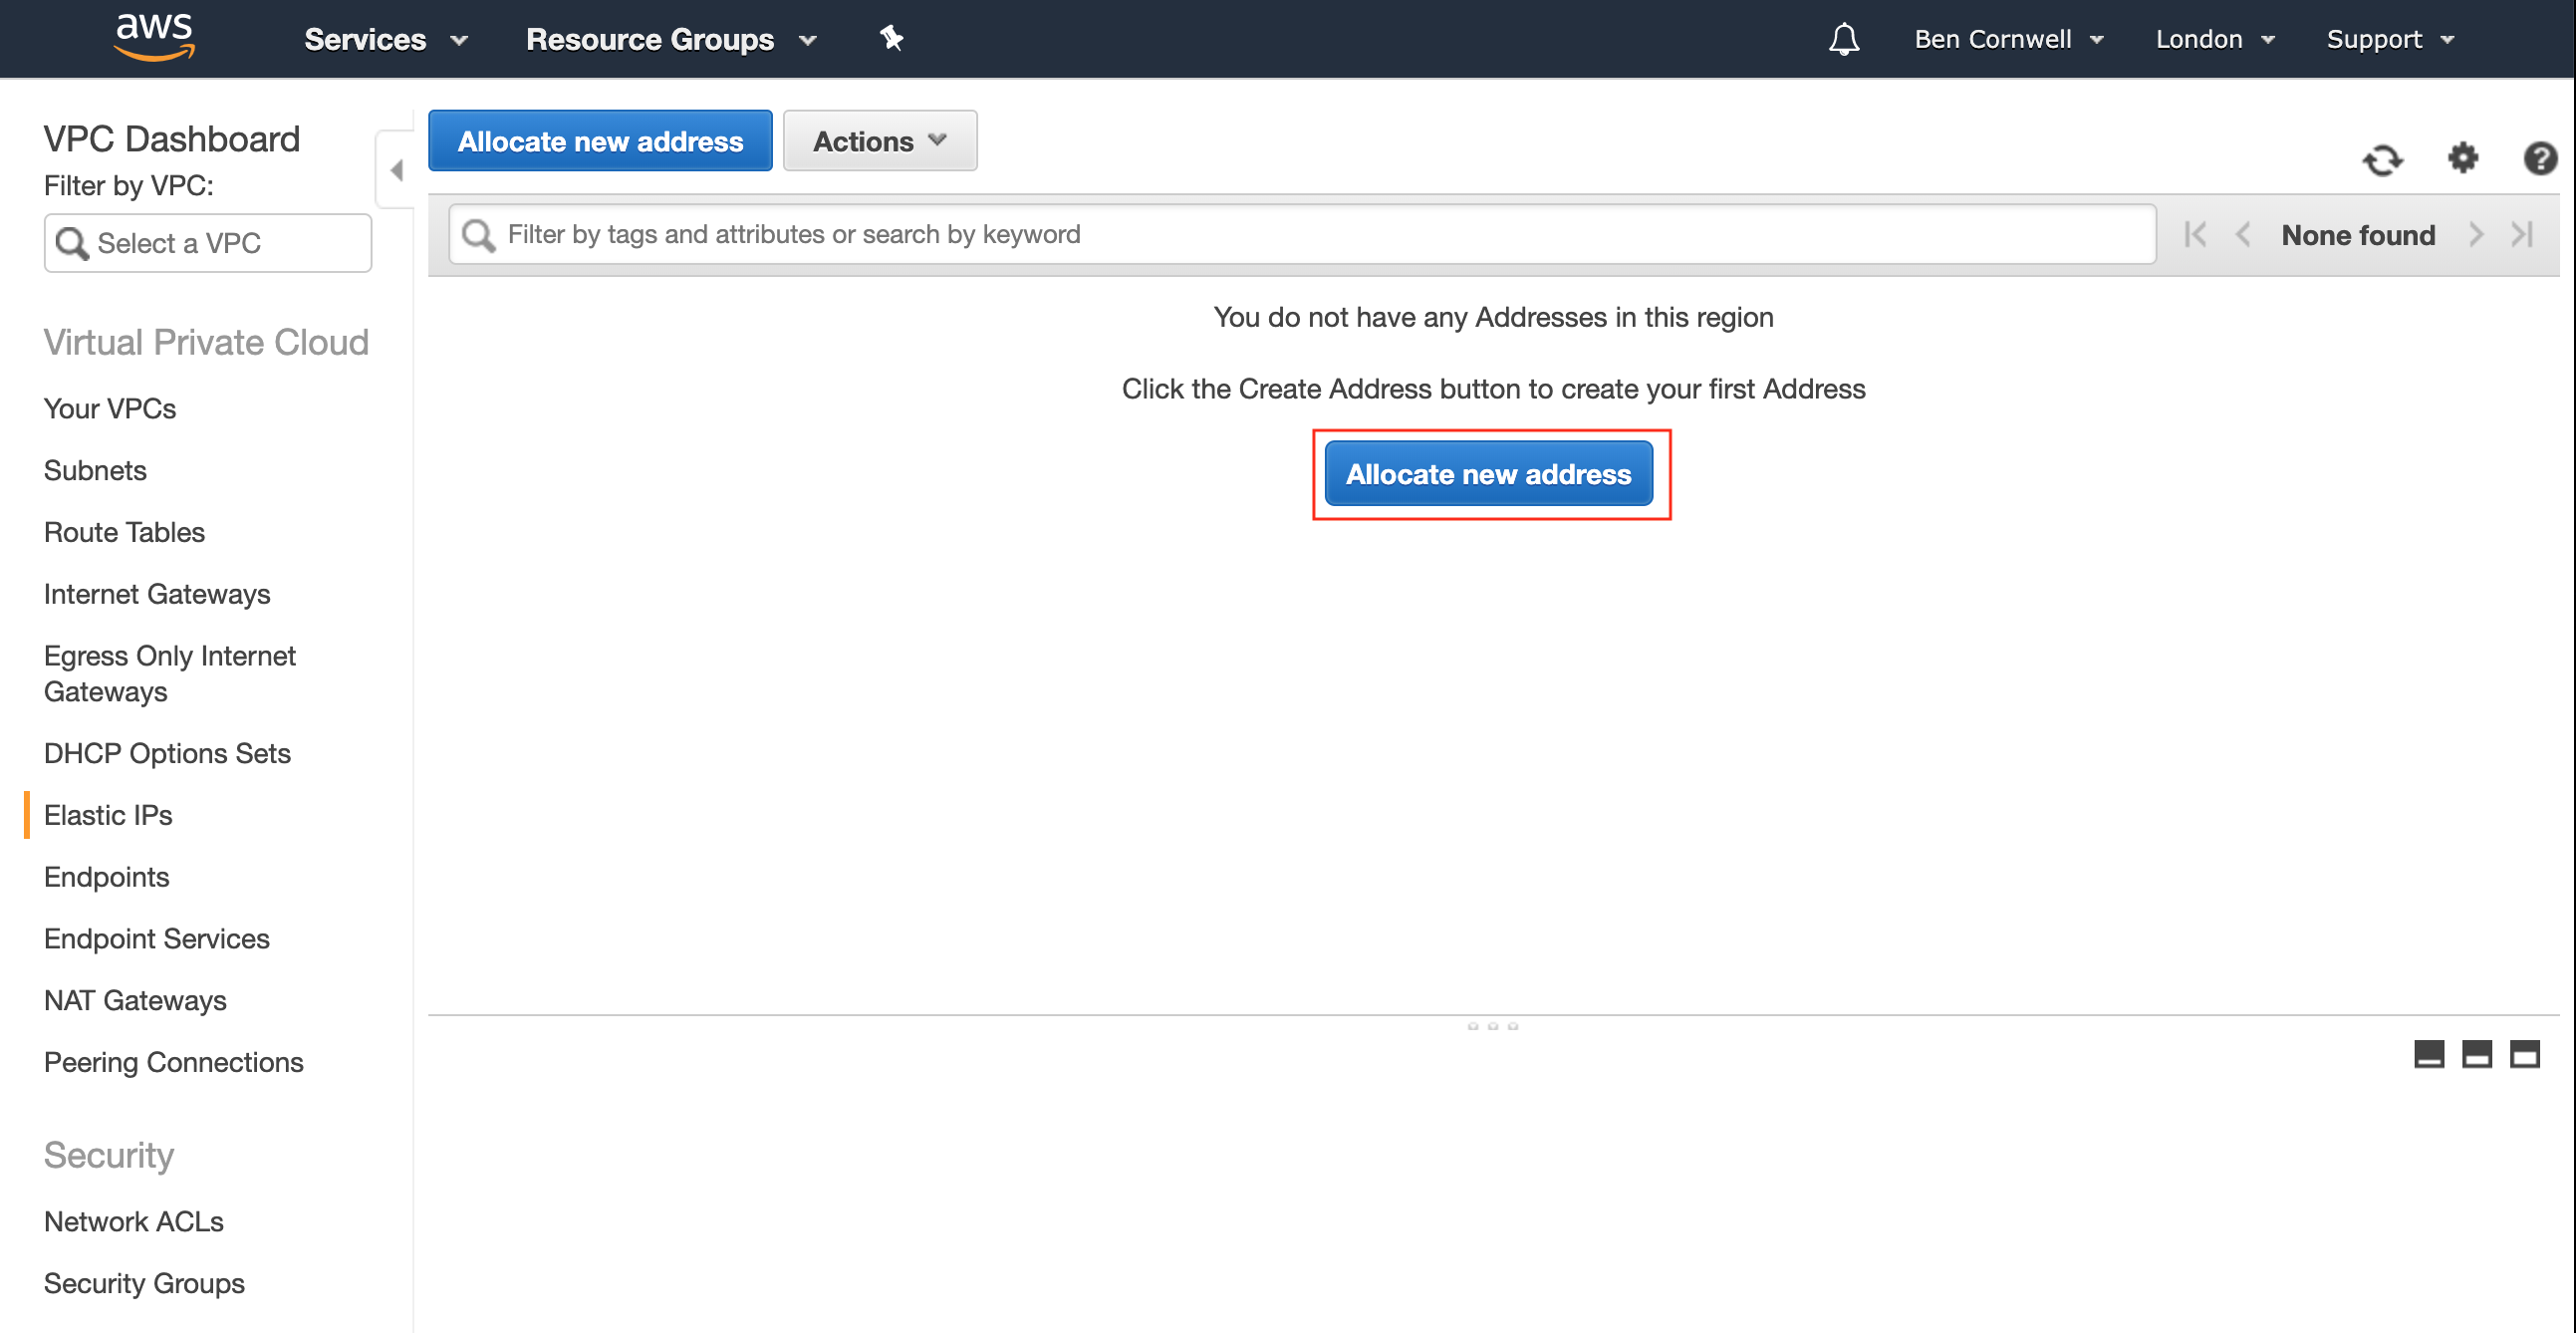 aws
Services
Resource Groups
Ben Cornwell
London
Support
VPC Dashboard
Filter by VPC:
Select a VPC
Virtual Private Cloud
Your VPCs
Subnets
Route Tables
Internet Gateways
Egress Only Internet
Gateways
DHCP Options Sets
Elastic IPs
Endpoints
Endpoint Services
NAT Gateways
Peering Connections
Security
Network ACLs
Security Groups
Allocate new address
Actions
Filter by tags and attributes or search by keyword
None found
You do not have any Addresses in this region
Click the Create Address button to create your first Address
Allocate new address